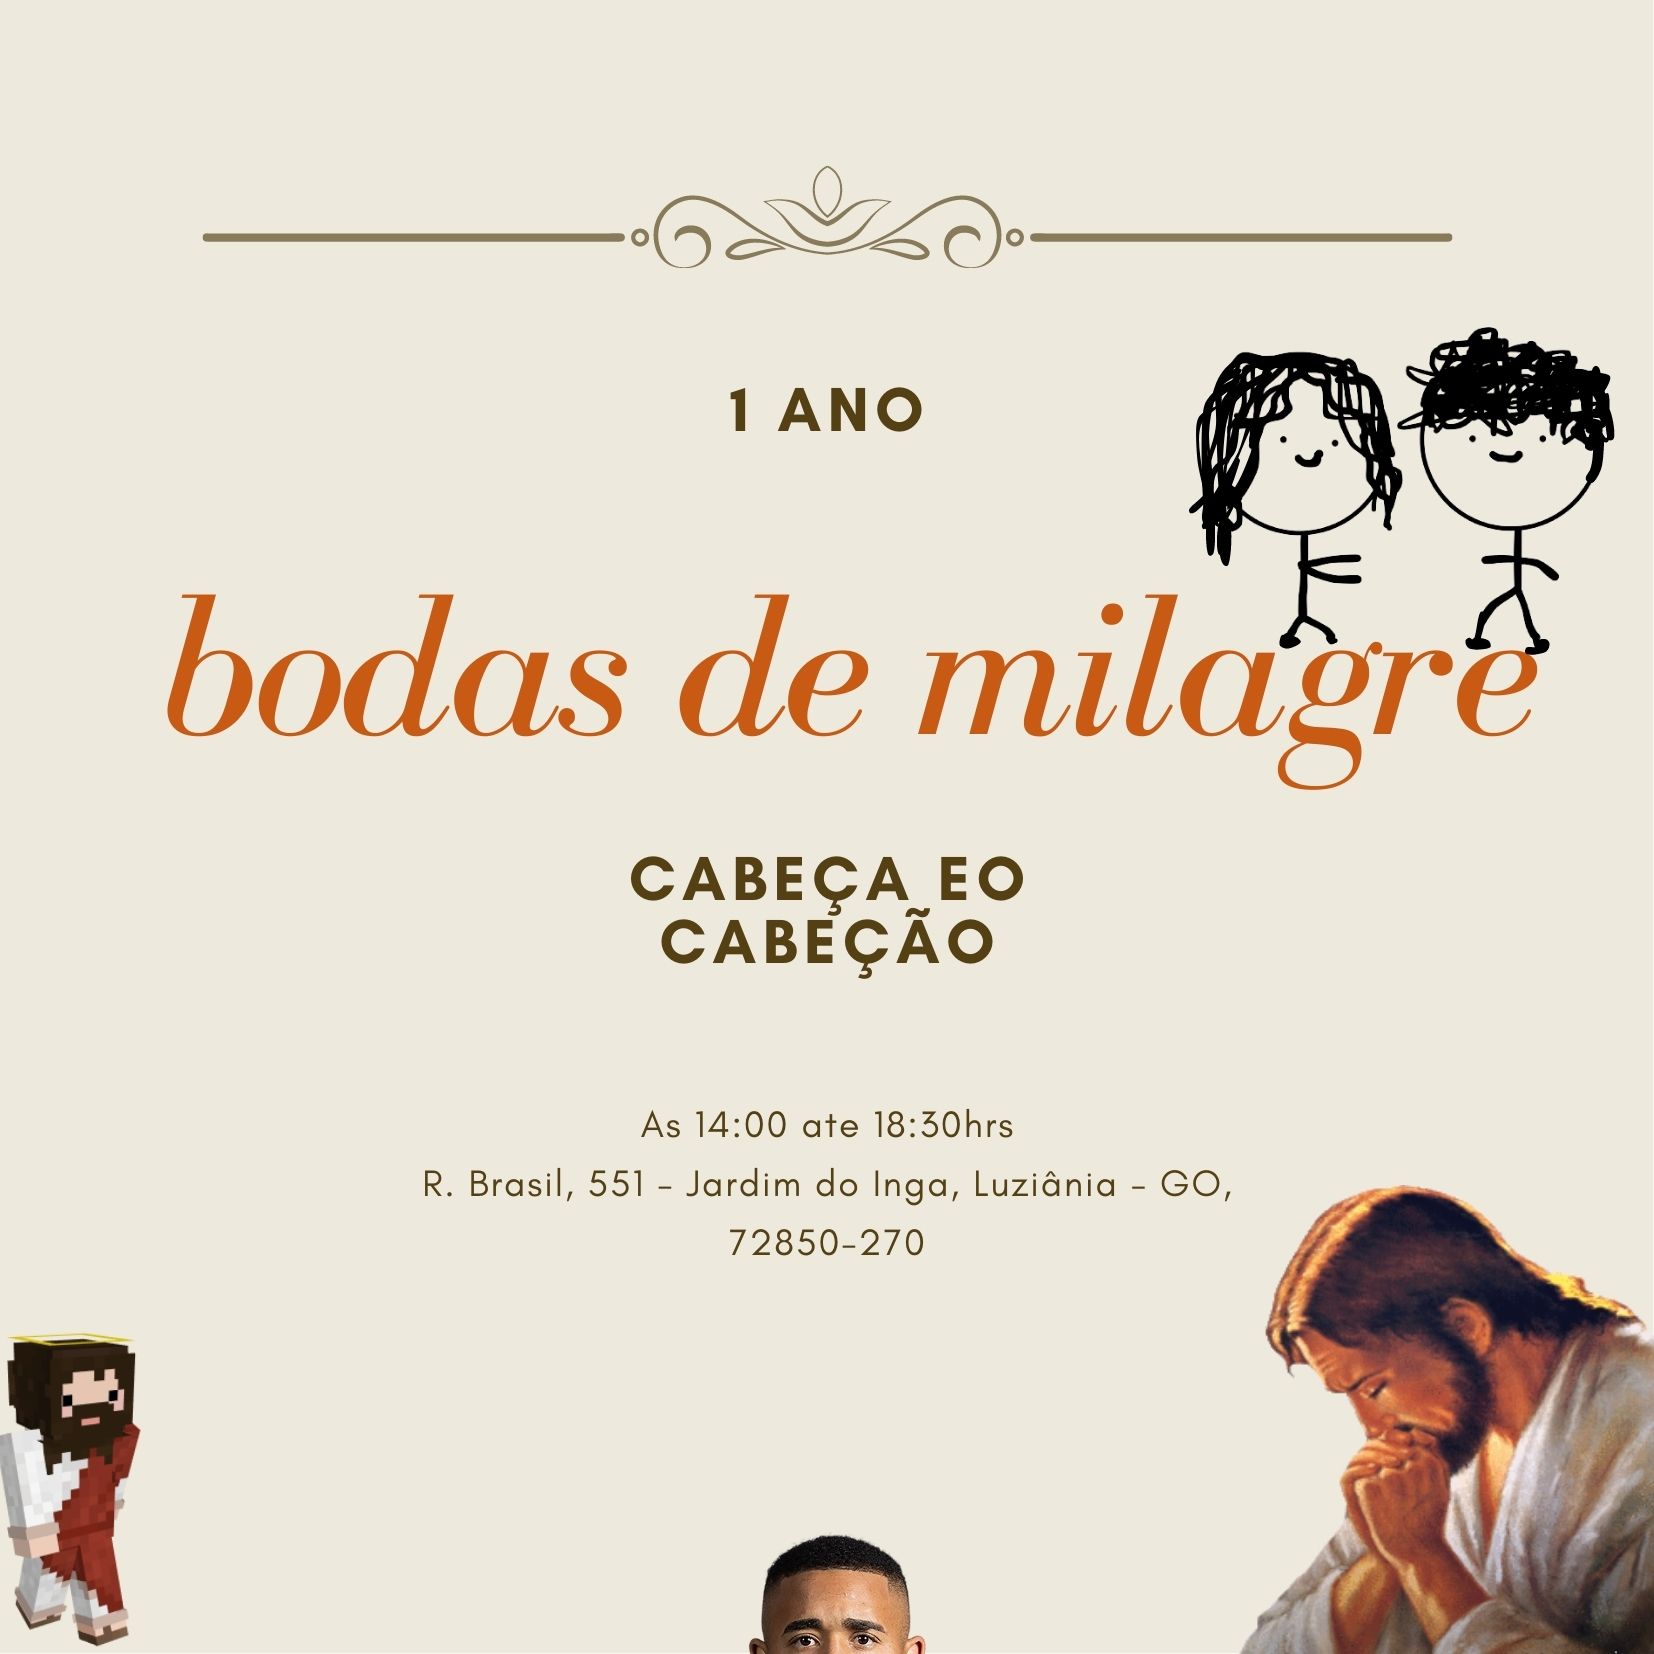 1 ANO
bodas de milagre
CABEÇA EO
CABEÇÃO
As 14:00 ate 18:30hrs
R. Brasil, 551 - Jardim do Inga, Luziânia - GO,
72850-270